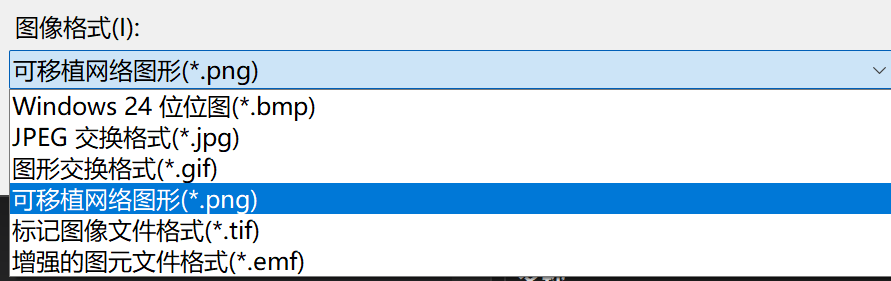 图像格式(I):
可移植网络图形(*.png)
Windows 24 位位图(*.bmp)
JPEG 交换格式(*.jpg)
图形交换格式(*.gif)
可移植网络图形(*.png)
标记图像文件格式(*.tif)
增强的图元文件格式(*.emf)